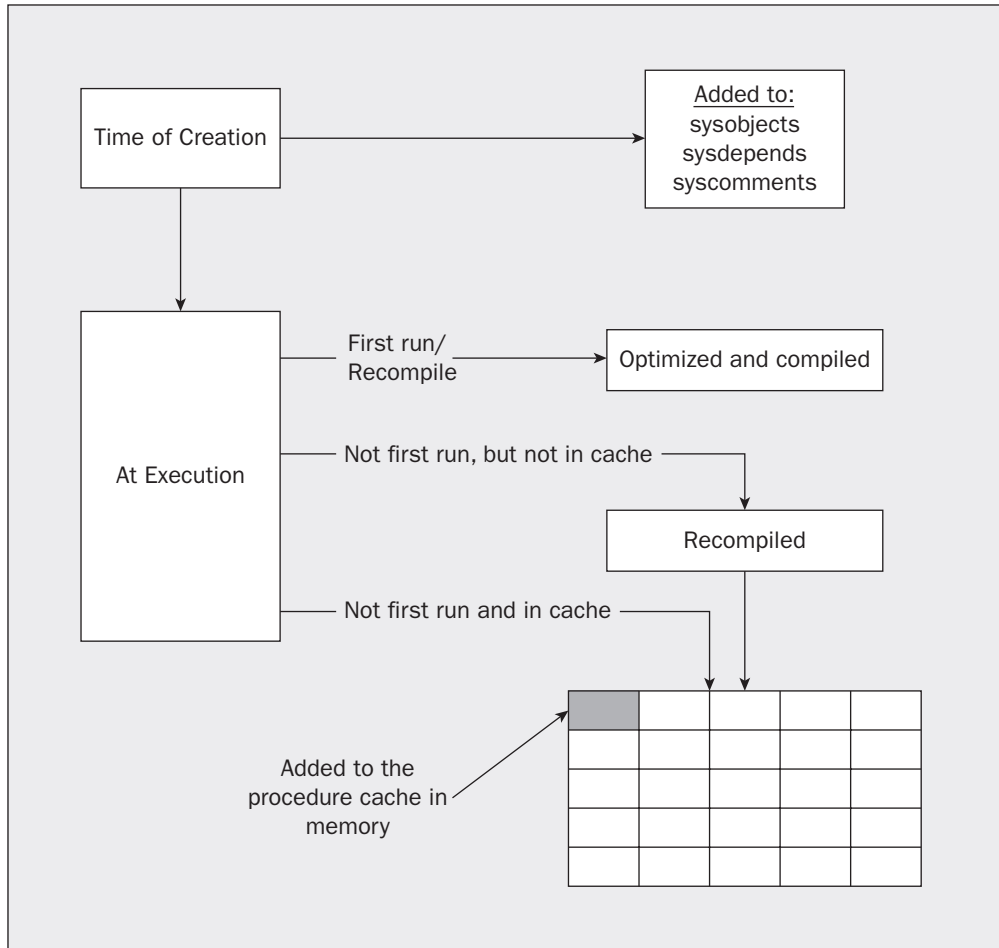 Time of Creation
Added to:
sysobjects
sysdepends
syscomments
First run/
Recompile
Optimized and compiled
At Execution
Not first run, but not in cache
Recompiled
Not first run and in cache
Added to the
procedure cache in
memory